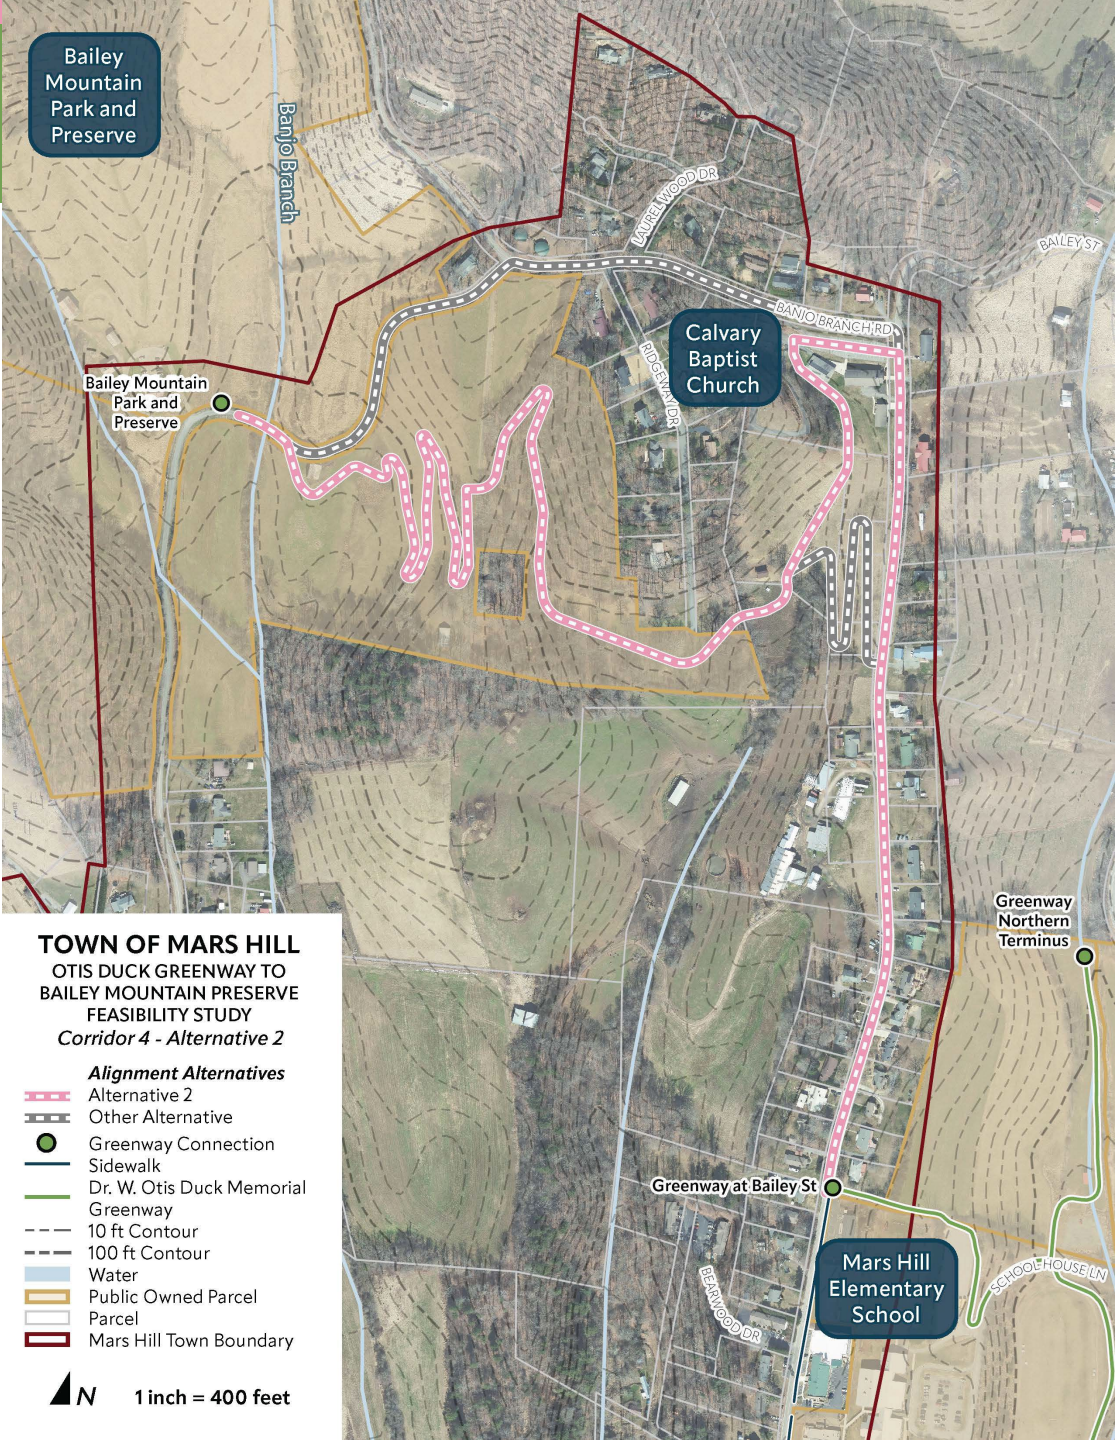 Bailey
Mountain
Park and
Preserve
Banjo Branch
LAUREL WOOD DR
BAILEY ST
BANJO BRANCH RD
Calvary
Baptist
Church
RIDGEWAY DR
Bailey Mountain
Park and
Preserve
Greenway
Northern
Terminus
TOWN OF MARS HILL
OTIS DUCK GREENWAY TO
BAILEY MOUNTAIN PRESERVE
FEASIBILITY STUDY
Corridor 4 - Alternative 2
Alignment Alternatives
Alternative 2
Other Alternative
Greenway Connection
Sidewalk
Dr. W. Otis Duck Memorial
Greenway
10 ft Contour
100 ft Contour
Water
Public Owned Parcel
Parcel
Mars Hill Town Boundary
N
1 inch = 400 feet
Greenway at Bailey St
Mars Hill
Elementary
School
SCHOOL HOUSE LN
BEARWOOD DR